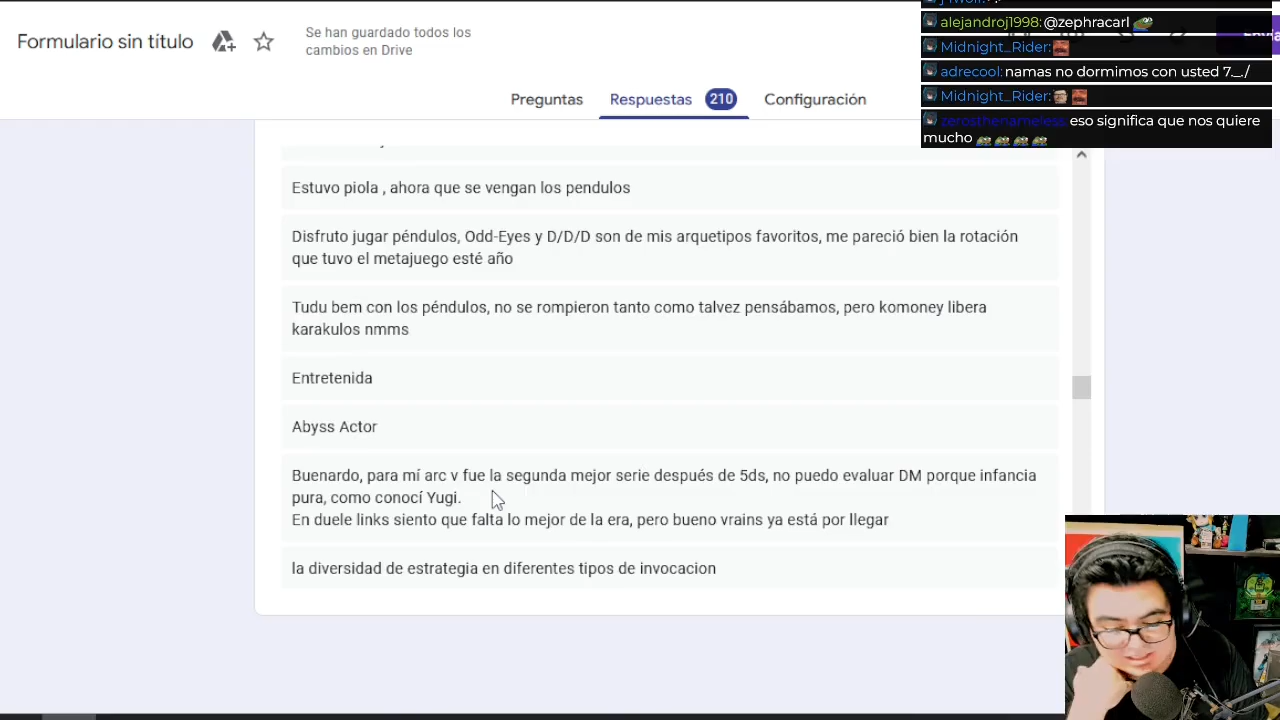 Formulario sin titulo
Se han guardado todos los
cambios en Drive
Preguntas
Respuestas 210
Configuración
alejandroj1998: @zephracarl
Midnight_Rider:
adrecool: namas no dormimos con usted 7._./
Midnight_Rider:
zerosthenameless: eso significa que nos quiere
mucho
Estuvo piola , ahora que se vengan los pendulos
Disfruto jugar péndulos, Odd-Eyes y D/D/D son de mis arquetipos favoritos, me pareció bien la rotación
que tuvo el metajuego esté año
Tudu bem con los péndulos, no se rompieron tanto como talvez pensábamos, pero komoney libera
karakulos nmms
Entretenida
Abyss Actor
Buenardo, para mí arc v fue la segunda mejor serie después de 5ds, no puedo evaluar DM porque infancia
pura, como conocí Yugi.
En duele links siento que falta lo mejor de la era, pero bueno vrains ya está por llegar
la diversidad de estrategia en diferentes tipos de invocacion